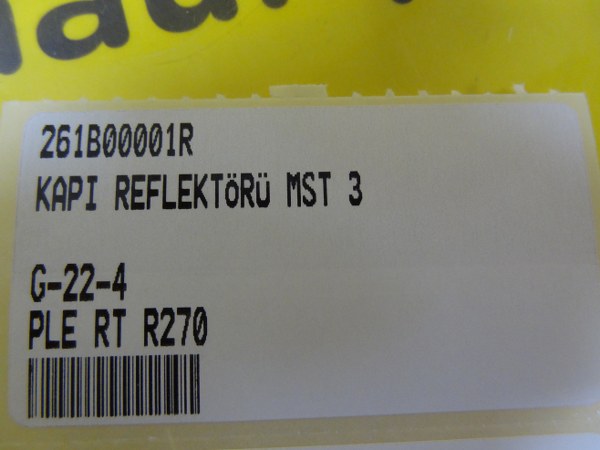 261B00001R
KAPI REFLEKTÖRÜ MST 3
G-22-4
PLE RT R270